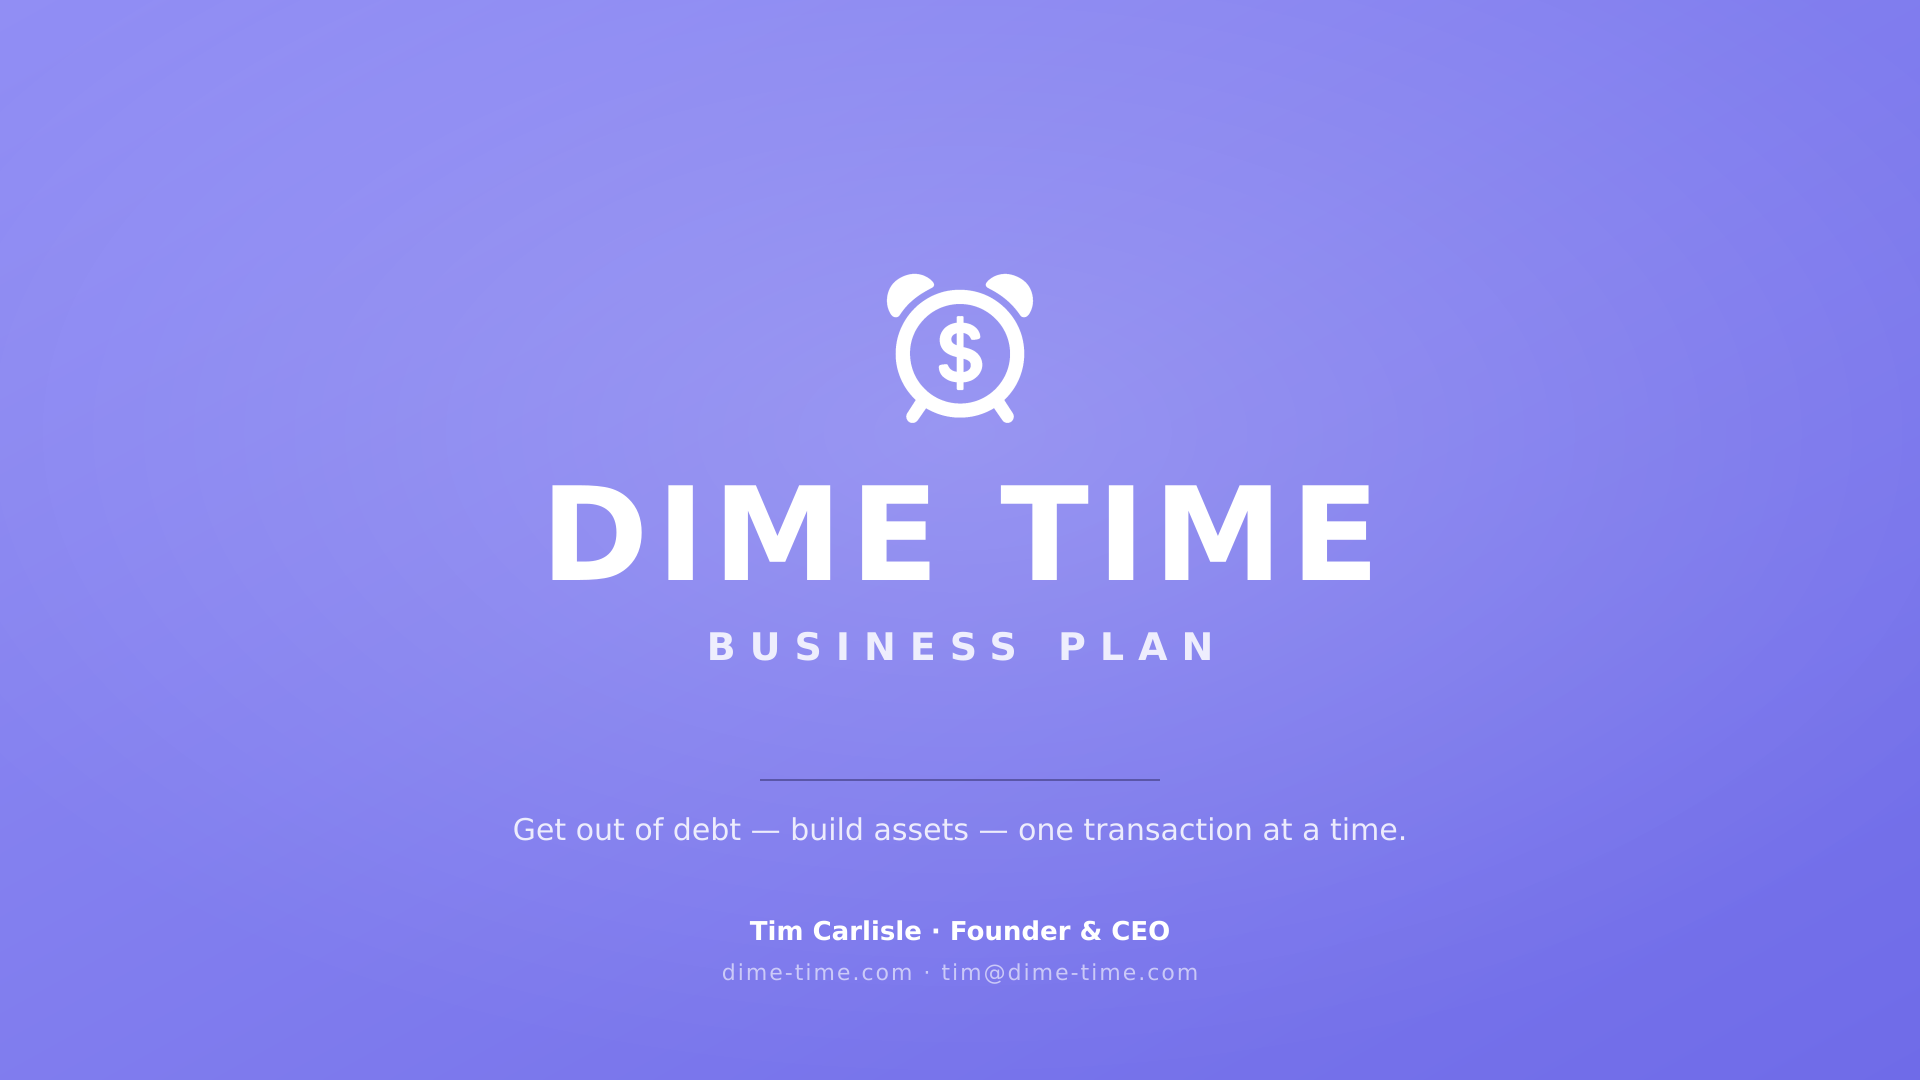 $
DIME TIME
BUSINESS PLAN
Get out of debt — build assets — one transaction at a time.
Tim Carlisle · Founder & CEO
dime-time.com · tim@dime-time.com